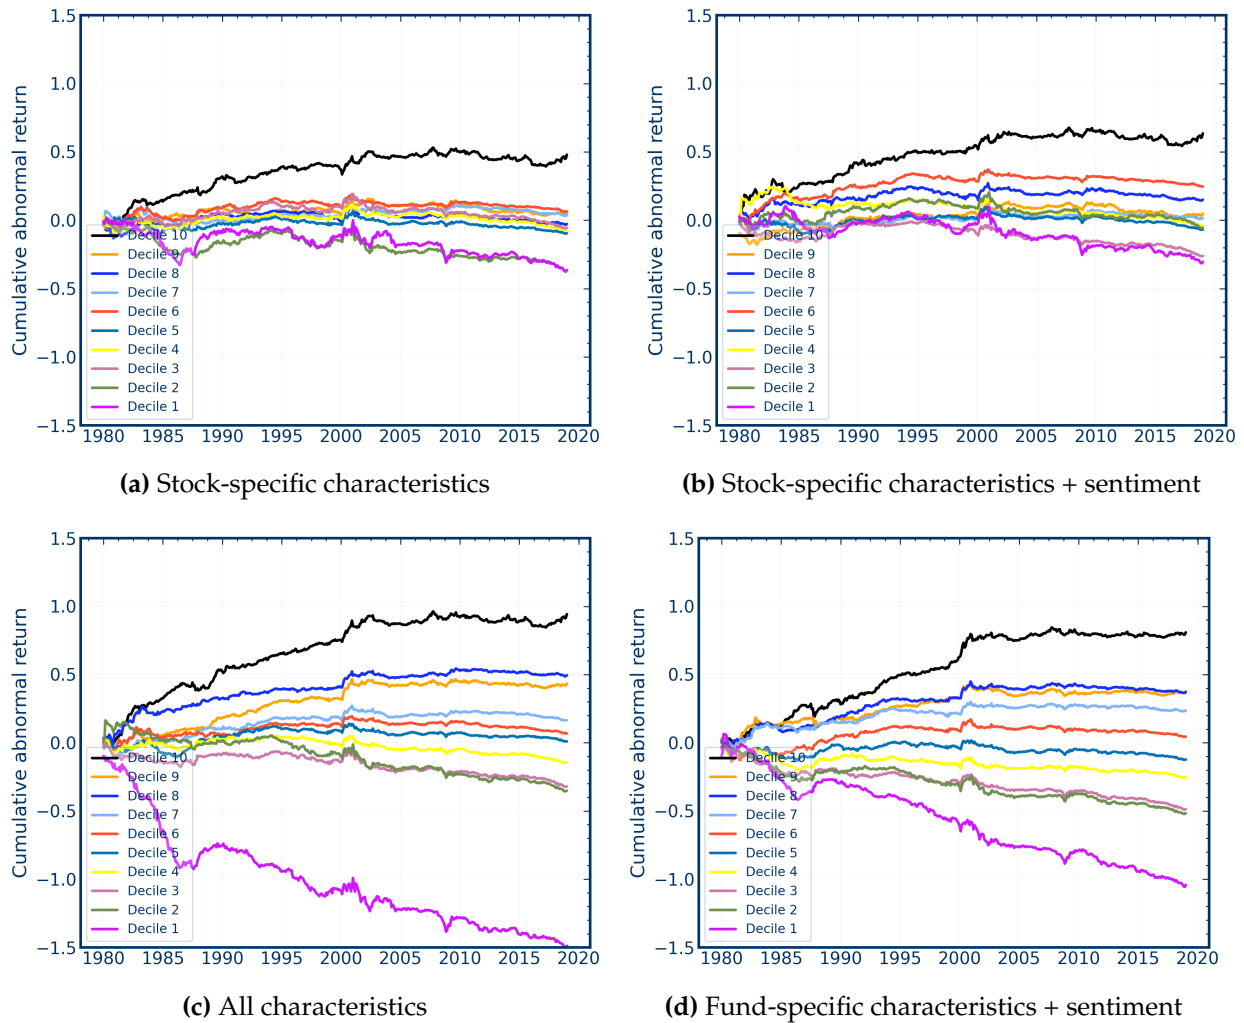 1.5
1.0
0.5
0.0
−0.5
−1.0
−1.5
Cumulative abnormal return
Decile 10
Decile 9
Decile 8
Decile 7
Decile 6
Decile 5
Decile 4
Decile 3
Decile 2
Decile 1
1980 1985 1990 1995 2000 2005 2010 2015 2020
(a) Stock-specific characteristics
1.5
1.0
0.5
0.0
−0.5
−1.0
−1.5
Cumulative abnormal return
Decile 10
Decile 9
Decile 8
Decile 7
Decile 6
Decile 5
Decile 4
Decile 3
Decile 2
Decile 1
1980 1985 1990 1995 2000 2005 2010 2015 2020
(b) Stock-specific characteristics + sentiment
1.5
1.0
0.5
0.0
−0.5
−1.0
−1.5
Cumulative abnormal return
Decile 10
Decile 9
Decile 8
Decile 7
Decile 6
Decile 5
Decile 4
Decile 3
Decile 2
Decile 1
1980 1985 1990 1995 2000 2005 2010 2015 2020
(c) All characteristics
1.5
1.0
0.5
0.0
−0.5
−1.0
−1.5
Cumulative abnormal return
Decile 10
Decile 9
Decile 8
Decile 7
Decile 6
Decile 5
Decile 4
Decile 3
Decile 2
Decile 1
1980 1985 1990 1995 2000 2005 2010 2015 2020
(d) Fund-specific characteristics + sentiment